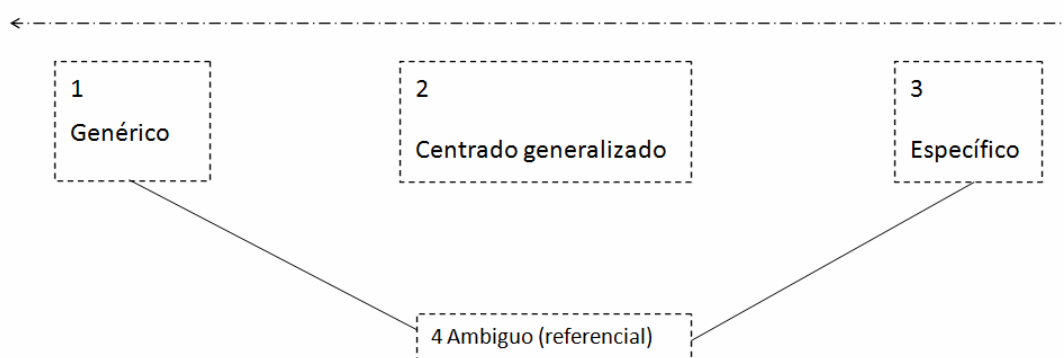 1
Genérico
2
Centrado generalizado
3
Específico
4 Ambiguo (referencial)